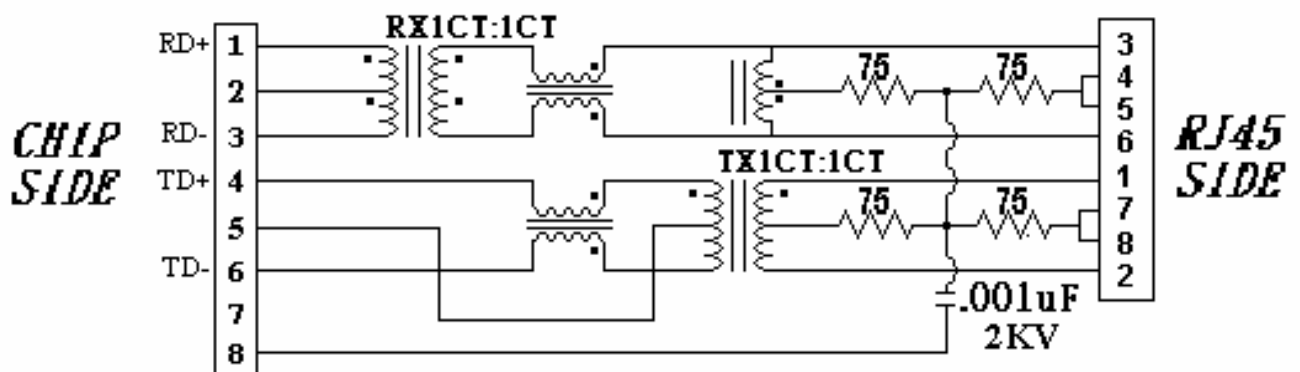 RX1CT:1CT
CHIP
SIDE
RD+
RD-
TD+
TD-
1
2
3
4
5
6
7
8
75
75
TX1CT:1CT
75
75
.001uF
2KV
3
4
5
6
1
7
8
2
RJ45
SIDE